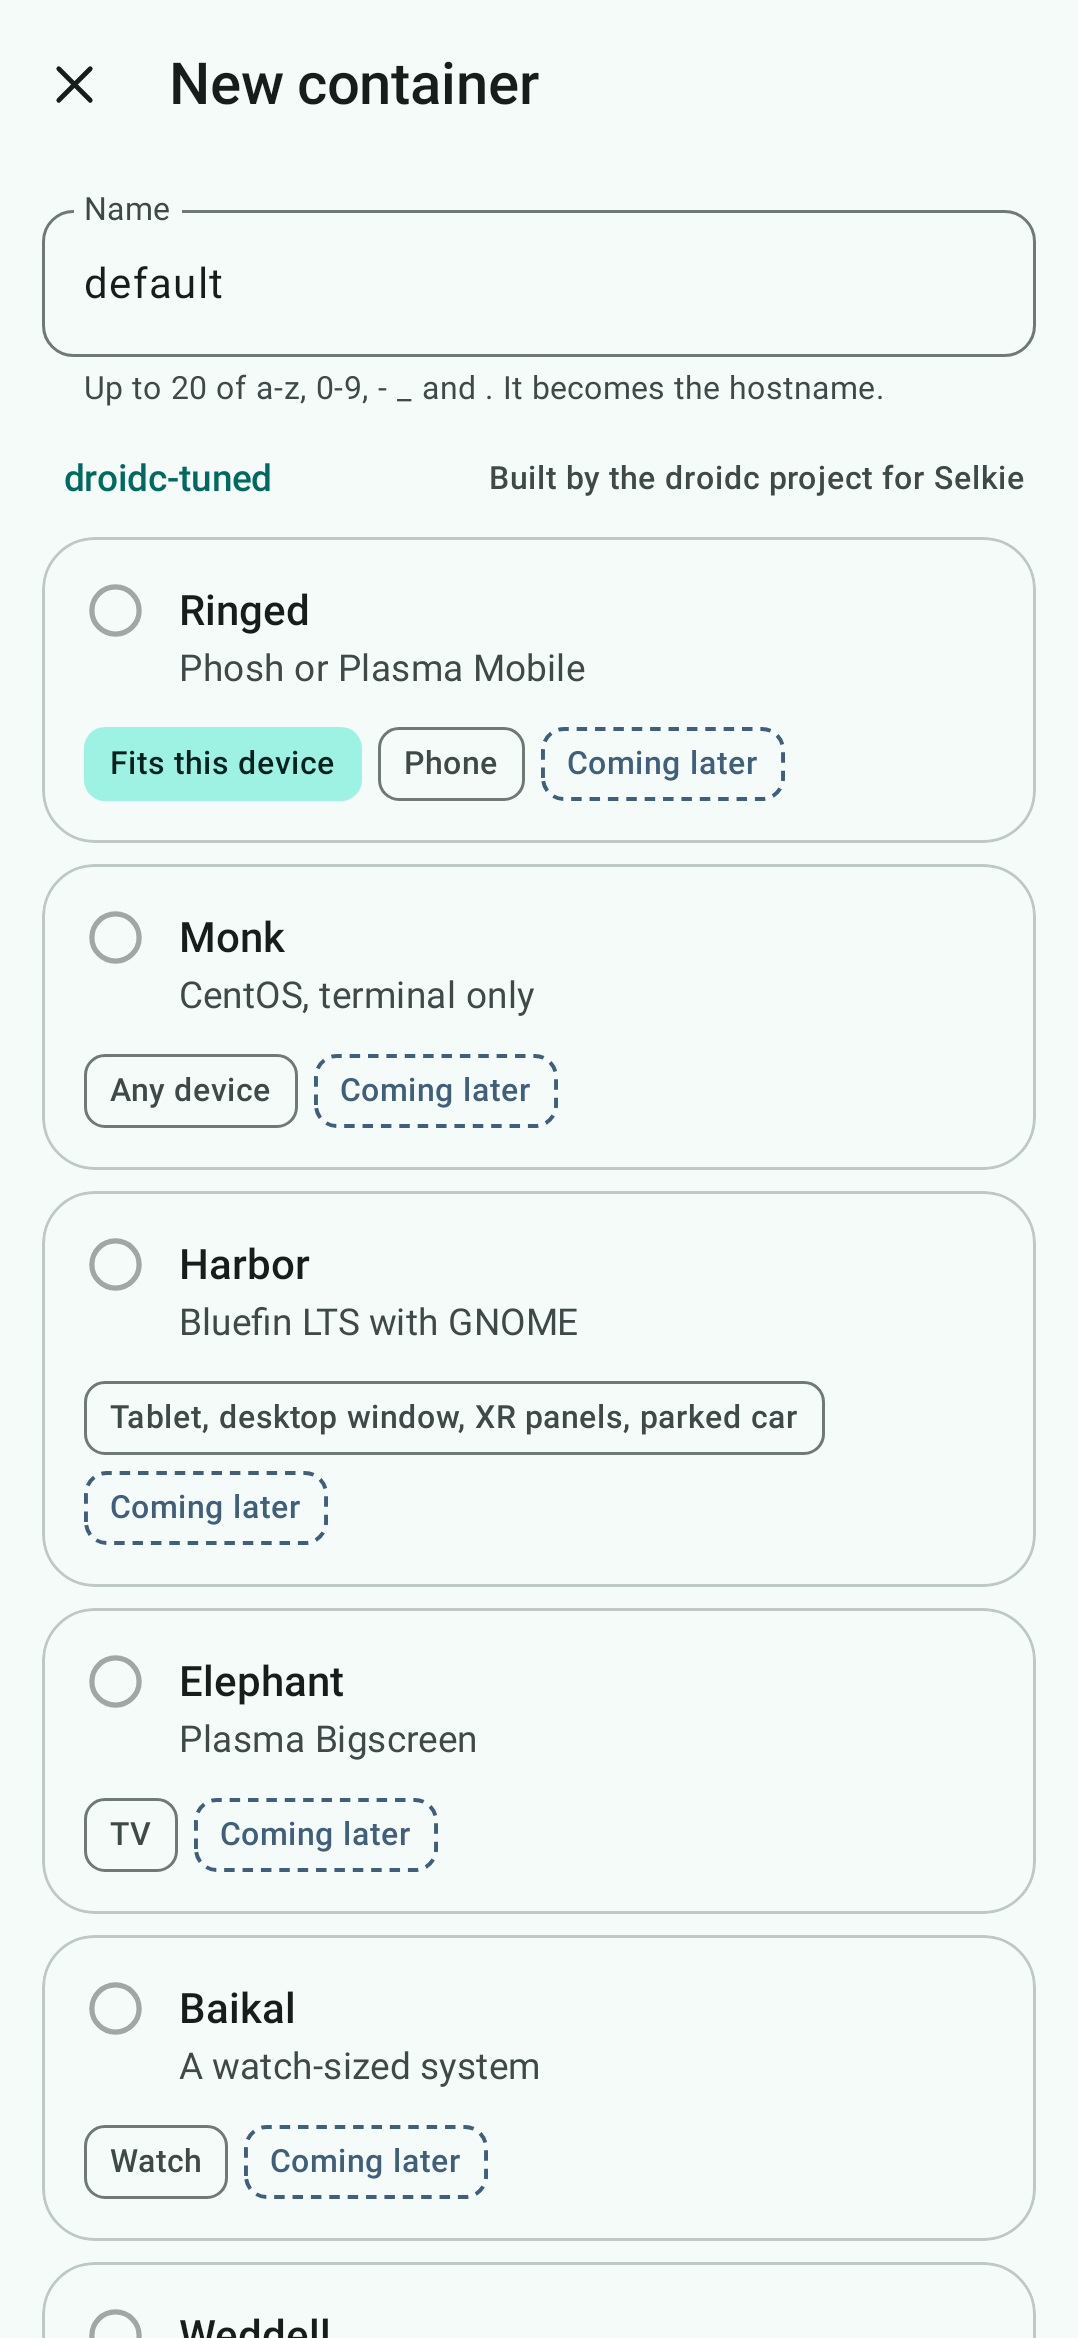 New container
Name
default
Up to 20 of a-z, 0-9, - _ and . It becomes the hostname.
droidc-tuned Built by the droidc project for Selkie
Ringed
Phosh or Plasma Mobile
Fits this device Phone Coming later
Monk
CentOS, terminal only
Any device Coming later
Harbor
Bluefin LTS with GNOME
Tablet, desktop window, XR panels, parked car
Coming later
Elephant
Plasma Bigscreen
TV Coming later
Baikal
A watch-sized system
Watch Coming later
Weddell